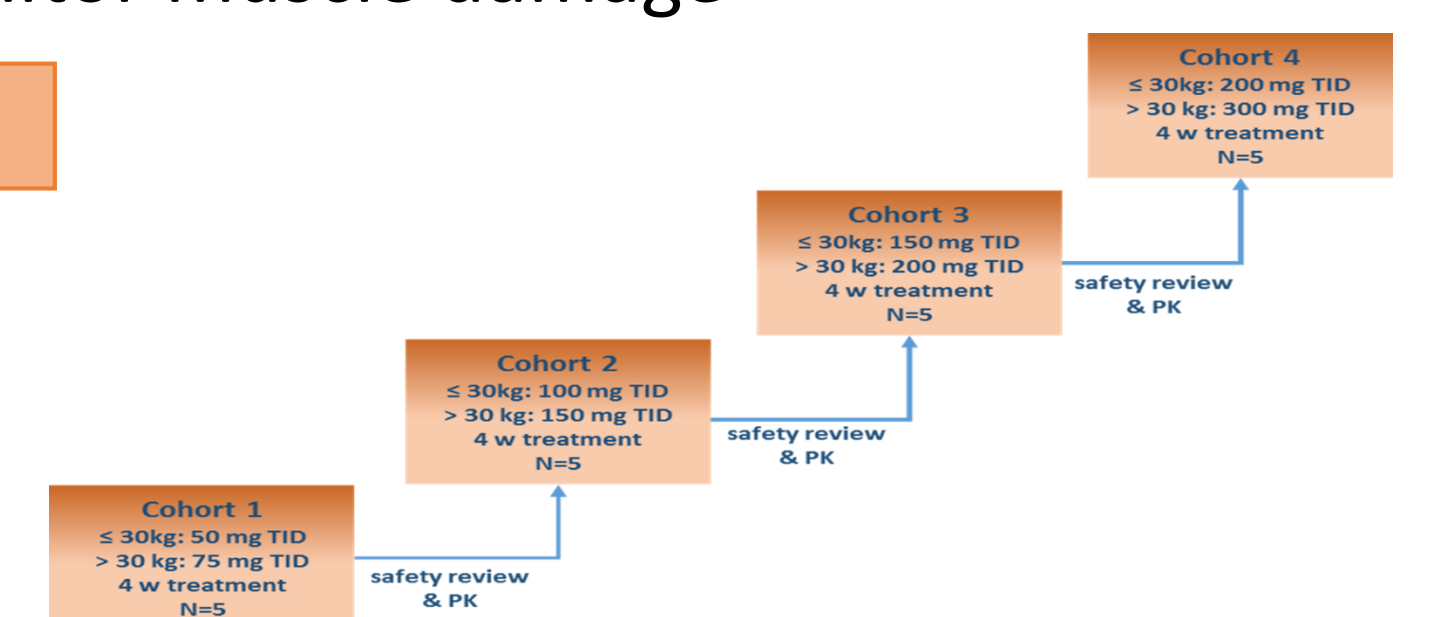 muscle damage
Cohort 4
≤ 30kg: 200 mg TID
> 30 kg: 300 mg TID
4 w treatment
N=5
Cohort 3
≤ 30kg: 150 mg TID
> 30 kg: 200 mg TID
4 w treatment
N=5
safety review
& PK
Cohort 2
≤ 30kg: 100 mg TID
> 30 kg: 150 mg TID
4 w treatment
N=5
safety review
& PK
Cohort 1
≤ 30kg: 50 mg TID
> 30 kg: 75 mg TID
4 w treatment
N=5
safety review
& PK